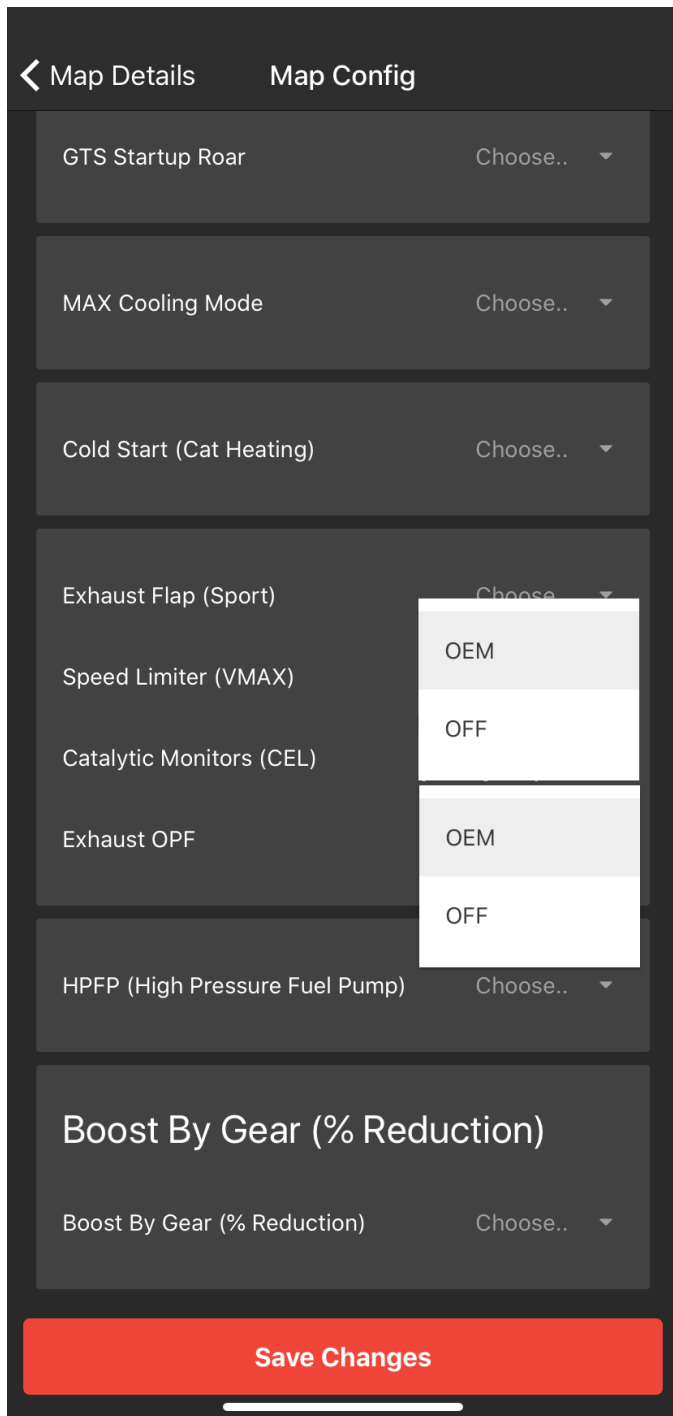 Map Details Map Config
GTS Startup Roar Choose..
MAX Cooling Mode Choose..
Cold Start (Cat Heating) Choose..
Exhaust Flap (Sport) Choose
OEM
Speed Limiter (VMAX)
OFF
Catalytic Monitors (CEL)
Exhaust OPF OEM
OFF
HPFP (High Pressure Fuel Pump) Choose..
Boost By Gear (% Reduction)
Boost By Gear (% Reduction) Choose..
Save Changes